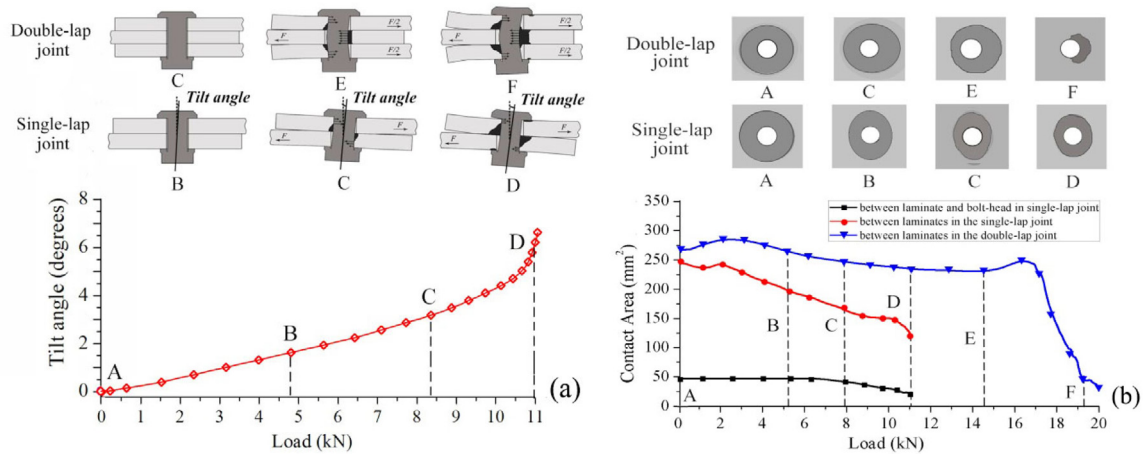 Double-lap
joint
F
F/2
F/2
F
F/2
F/2
C
E
F
Tilt angle
Tilt angle
Tilt angle
Single-lap
joint
F
F
F
F
B
C
D
8
6
4
2
0
Tilt angle (degrees)
A
B
C
D
0 1 2 3 4 5 6 7 8 9 10 11
Load (kN)
(a)
Double-lap
joint
A
C
E
F
Single-lap
joint
A
B
C
D
350
300
250
200
150
100
50
0
Contact Area (mm²)
between laminate and bolt-head in single-lap joint
between laminates in the single-lap joint
between laminates in the double-lap joint
A
B
C
D
E
F
0 2 4 6 8 10 12 14 16 18 20
Load (kN)
(b)